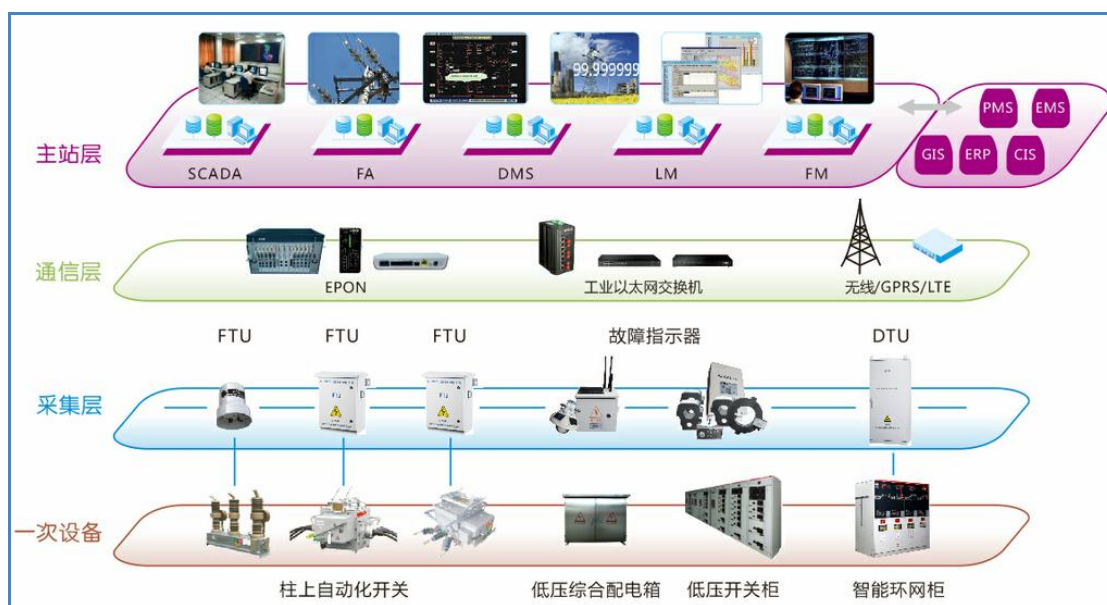 99.999999
PMS
EMS
GIS
ERP
CIS
主站层
SCADA
FA
DMS
LM
FM
通信层
EPON
工业以太网交换机
无线/GPRS/LTE
FTU
FTU
FTU
故障指示器
DTU
采集层
FTU
FTU
一次设备
柱上自动化开关
低压综合配电箱
低压开关柜
智能环网柜